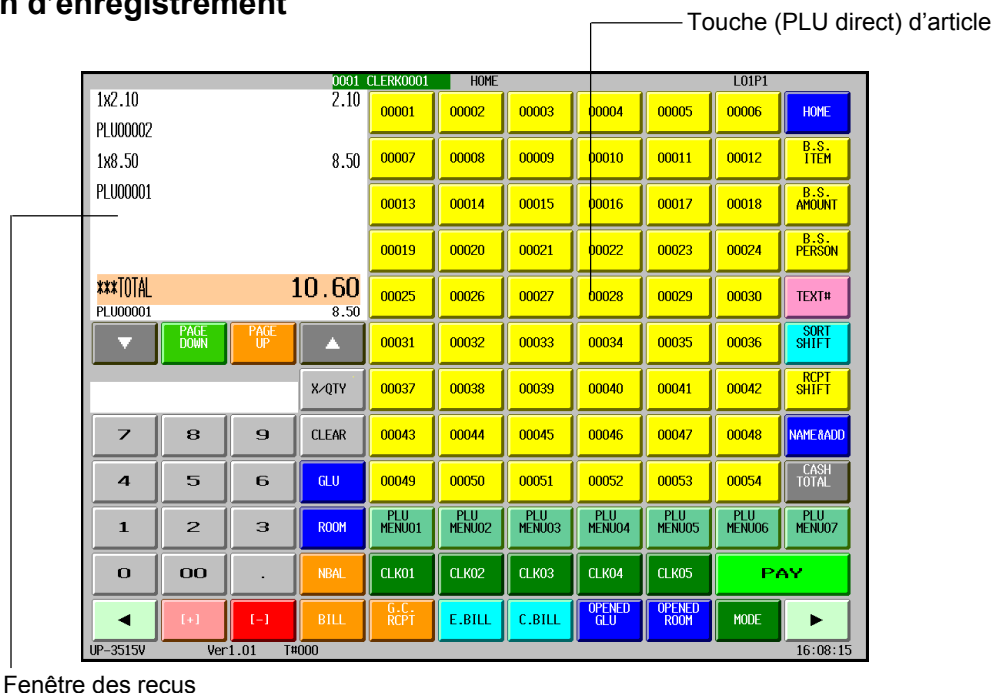 n d'enregistrement
Touche (PLU direct) d'article
0001 CLERK0001 HOME L01P1
1x2.10 2.10
PLU00002
1x8.50 8.50
PLU00001
***TOTAL 10.60
PLU00001 8.50
00001 00002 00003 00004 00005 00006 HOME
00007 00008 00009 00010 00011 00012 B.S. ITEM
00013 00014 00015 00016 00017 00018 B.S. AMOUNT
00019 00020 00021 00022 00023 00024 B.S. PERSON
00025 00026 00027 00028 00029 00030 TEXT#
PAGE DOWN PAGE UP 00031 00032 00033 00034 00035 00036 SORT SHIFT
X/QTY 00037 00038 00039 00040 00041 00042 RCPT SHIFT
7 8 9 CLEAR 00043 00044 00045 00046 00047 00048 NAME&ADD
4 5 6 GLU 00049 00050 00051 00052 00053 00054 CASH TOTAL
1 2 3 ROOM PLU MENU01 PLU MENU02 PLU MENU03 PLU MENU04 PLU MENU05 PLU MENU06 PLU MENU07
0 00 . NBAL CLK01 CLK02 CLK03 CLK04 CLK05 PAY
[+] [-] BILL G.C. RCPT E.BILL C.BILL OPENED GLU OPENED ROOM MODE
UP-3515V Ver1.01 T#000 16:08:15
Fenêtre des reçus